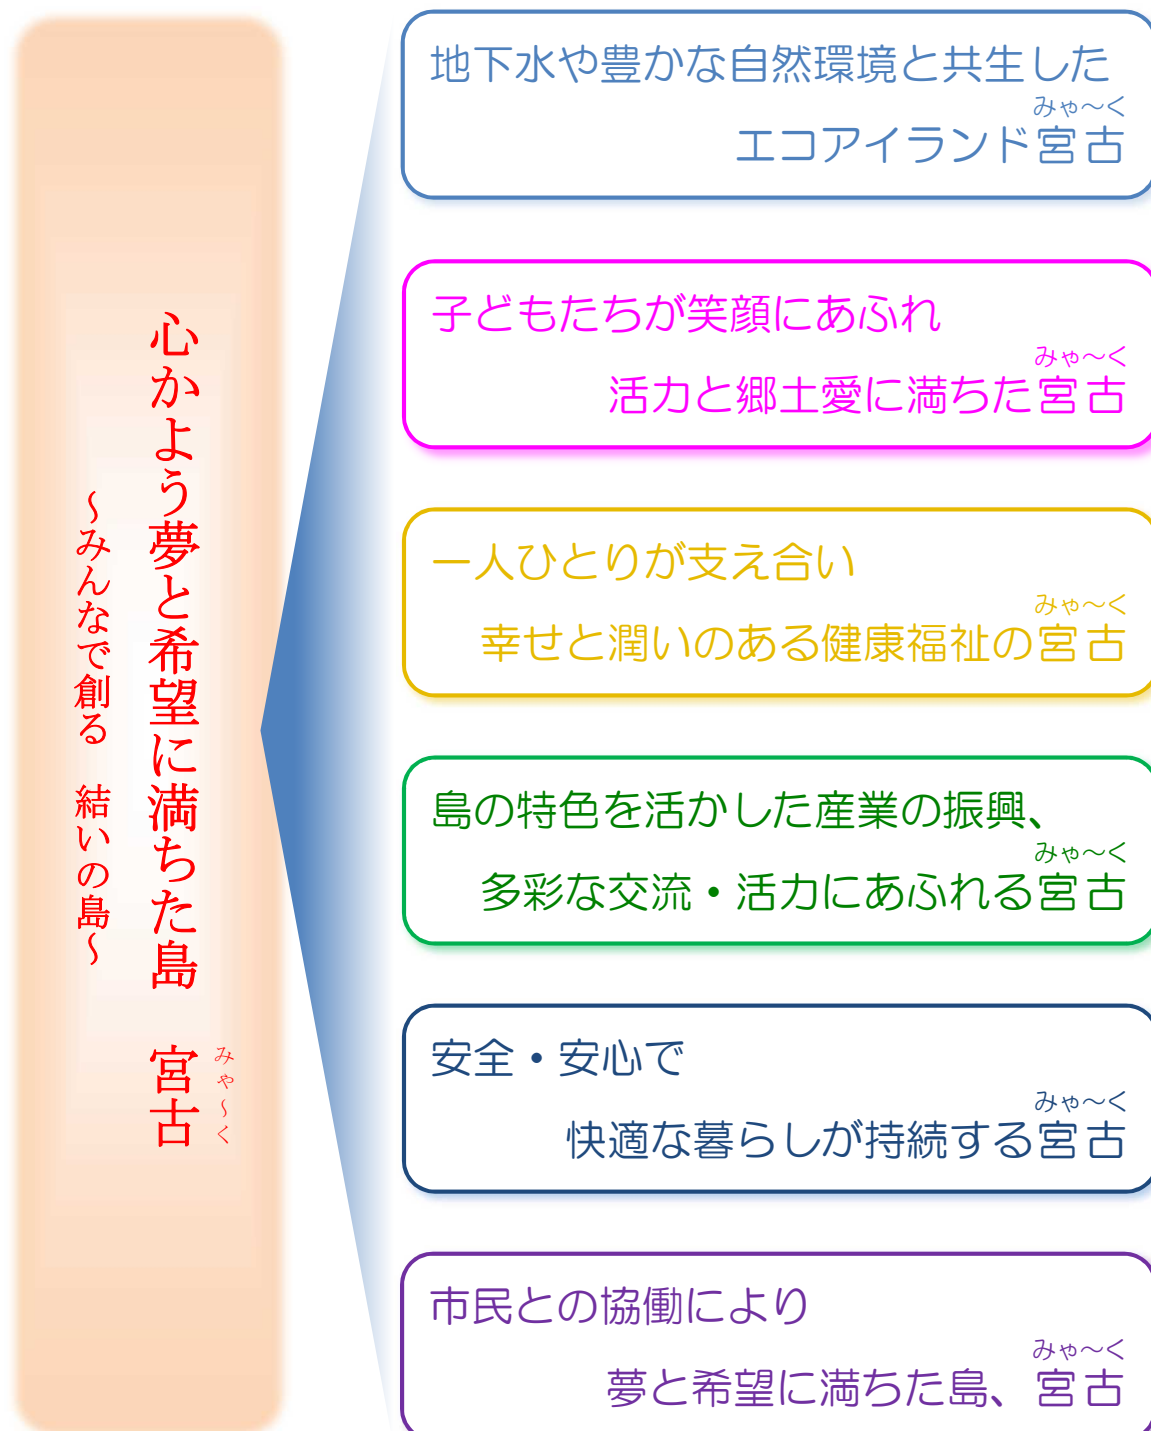 心かよう夢と希望に満ちた島　宮古
みゃ～く
～みんなで創る　結いの島～
地下水や豊かな自然環境と共生した
みゃ～く
エコアイランド宮古
子どもたちが笑顔にあふれ
みゃ～く
活力と郷土愛に満ちた宮古
一人ひとりが支え合い
みゃ～く
幸せと潤いのある健康福祉の宮古
島の特色を活かした産業の振興、
みゃ～く
多彩な交流・活力にあふれる宮古
安全・安心で
みゃ～く
快適な暮らしが持続する宮古
市民との協働により
みゃ～く
夢と希望に満ちた島、宮古